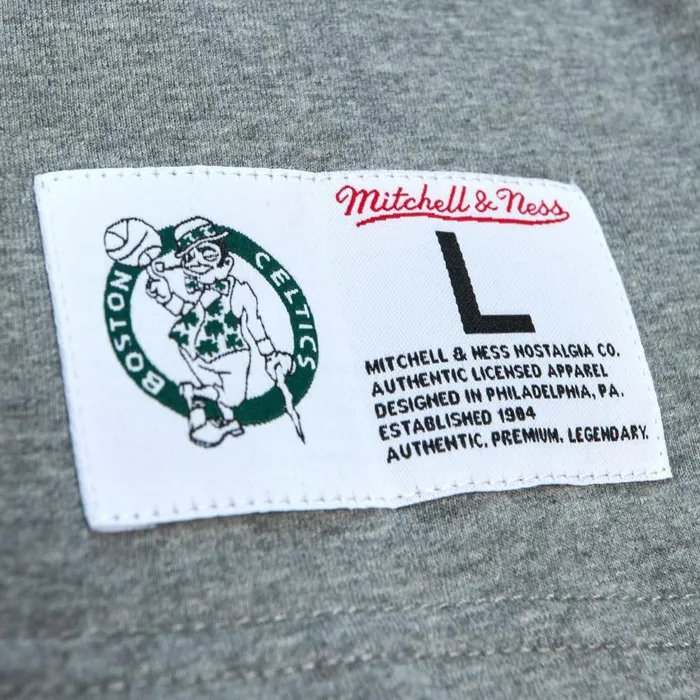 BOSTON CELTICS
Mitchell & Ness
L
MITCHELL & NESS NOSTALGIA CO.
AUTHENTIC LICENSED APPAREL
DESIGNED IN PHILADELPHIA, PA.
ESTABLISHED 1904
AUTHENTIC. PREMIUM. LEGENDARY.